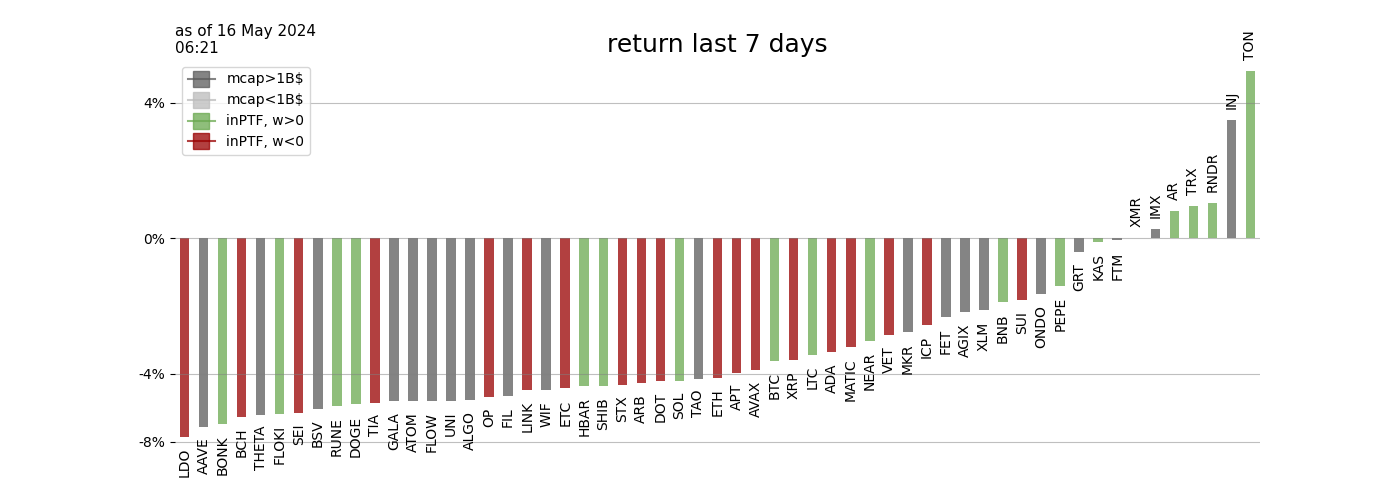 as of 16 May 2024
06:21
return last 7 days
mcap>1B$
mcap<1B$
inPTF, w>0
inPTF, w<0
4%
0%
-4%
-8%
LDO
AAVE
BONK
BCH
THETA
FLOKI
SEI
BSV
RUNE
DOGE
TIA
GALA
ATOM
FLOW
UNI
ALGO
OP
FIL
LINK
WIF
ETC
HBAR
SHIB
STX
ARB
DOT
SOL
TAO
ETH
APT
AVAX
BTC
XRP
LTC
ADA
MATIC
NEAR
VET
MKR
ICP
FET
AGIX
XLM
BNB
SUI
ONDO
PEPE
GRT
KAS
FTM
XMR
IMX
AR
TRX
RNDR
INJ
TON